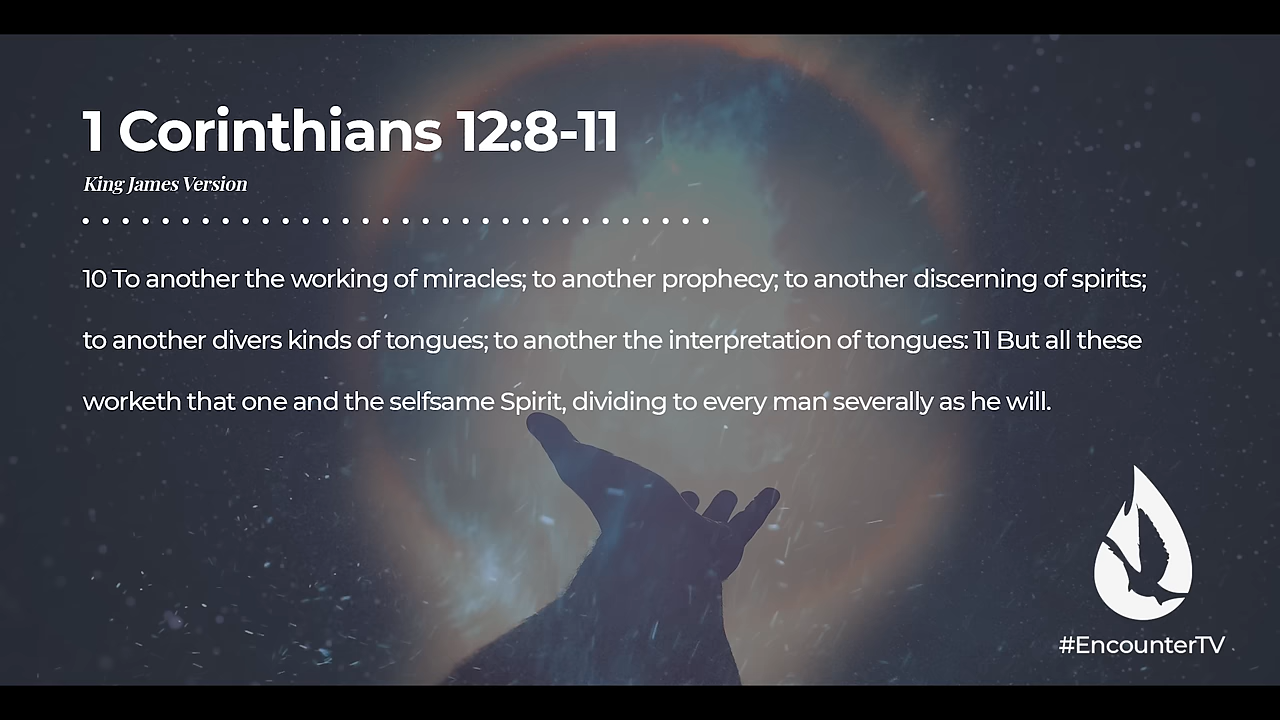 1 Corinthians 12:8-11
King James Version
10 To another the working of miracles; to another prophecy; to another discerning of spirits;
to another divers kinds of tongues; to another the interpretation of tongues: 11 But all these
worketh that one and the selfsame Spirit, dividing to every man severally as he will.
#EncounterTV